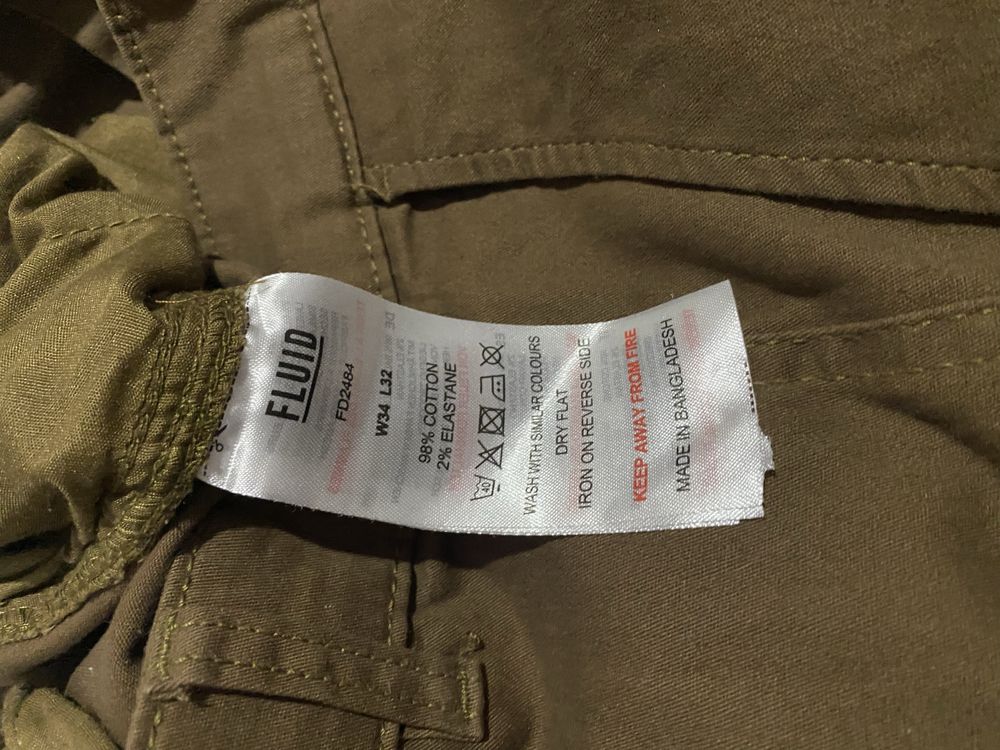 FLUID
FD2484
W34 L32
98% COTTON
2% ELASTANE
40
WASH WITH SIMILAR COLOURS
DRY FLAT
IRON ON REVERSE SIDE
KEEP AWAY FROM FIRE
MADE IN BANGLADESH